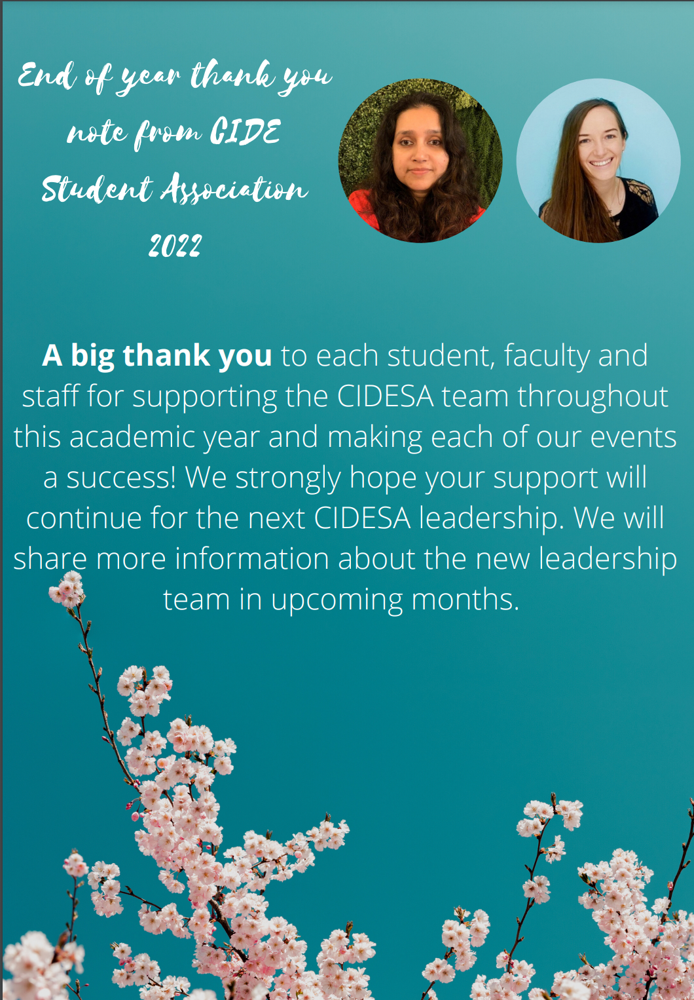 End of year thank you
note from CIDE
Student Association
2022
A big thank you to each student, faculty and
staff for supporting the CIDESA team throughout
this academic year and making each of our events
a success! We strongly hope your support will
continue for the next CIDESA leadership. We will
share more information about the new leadership
team in upcoming months.